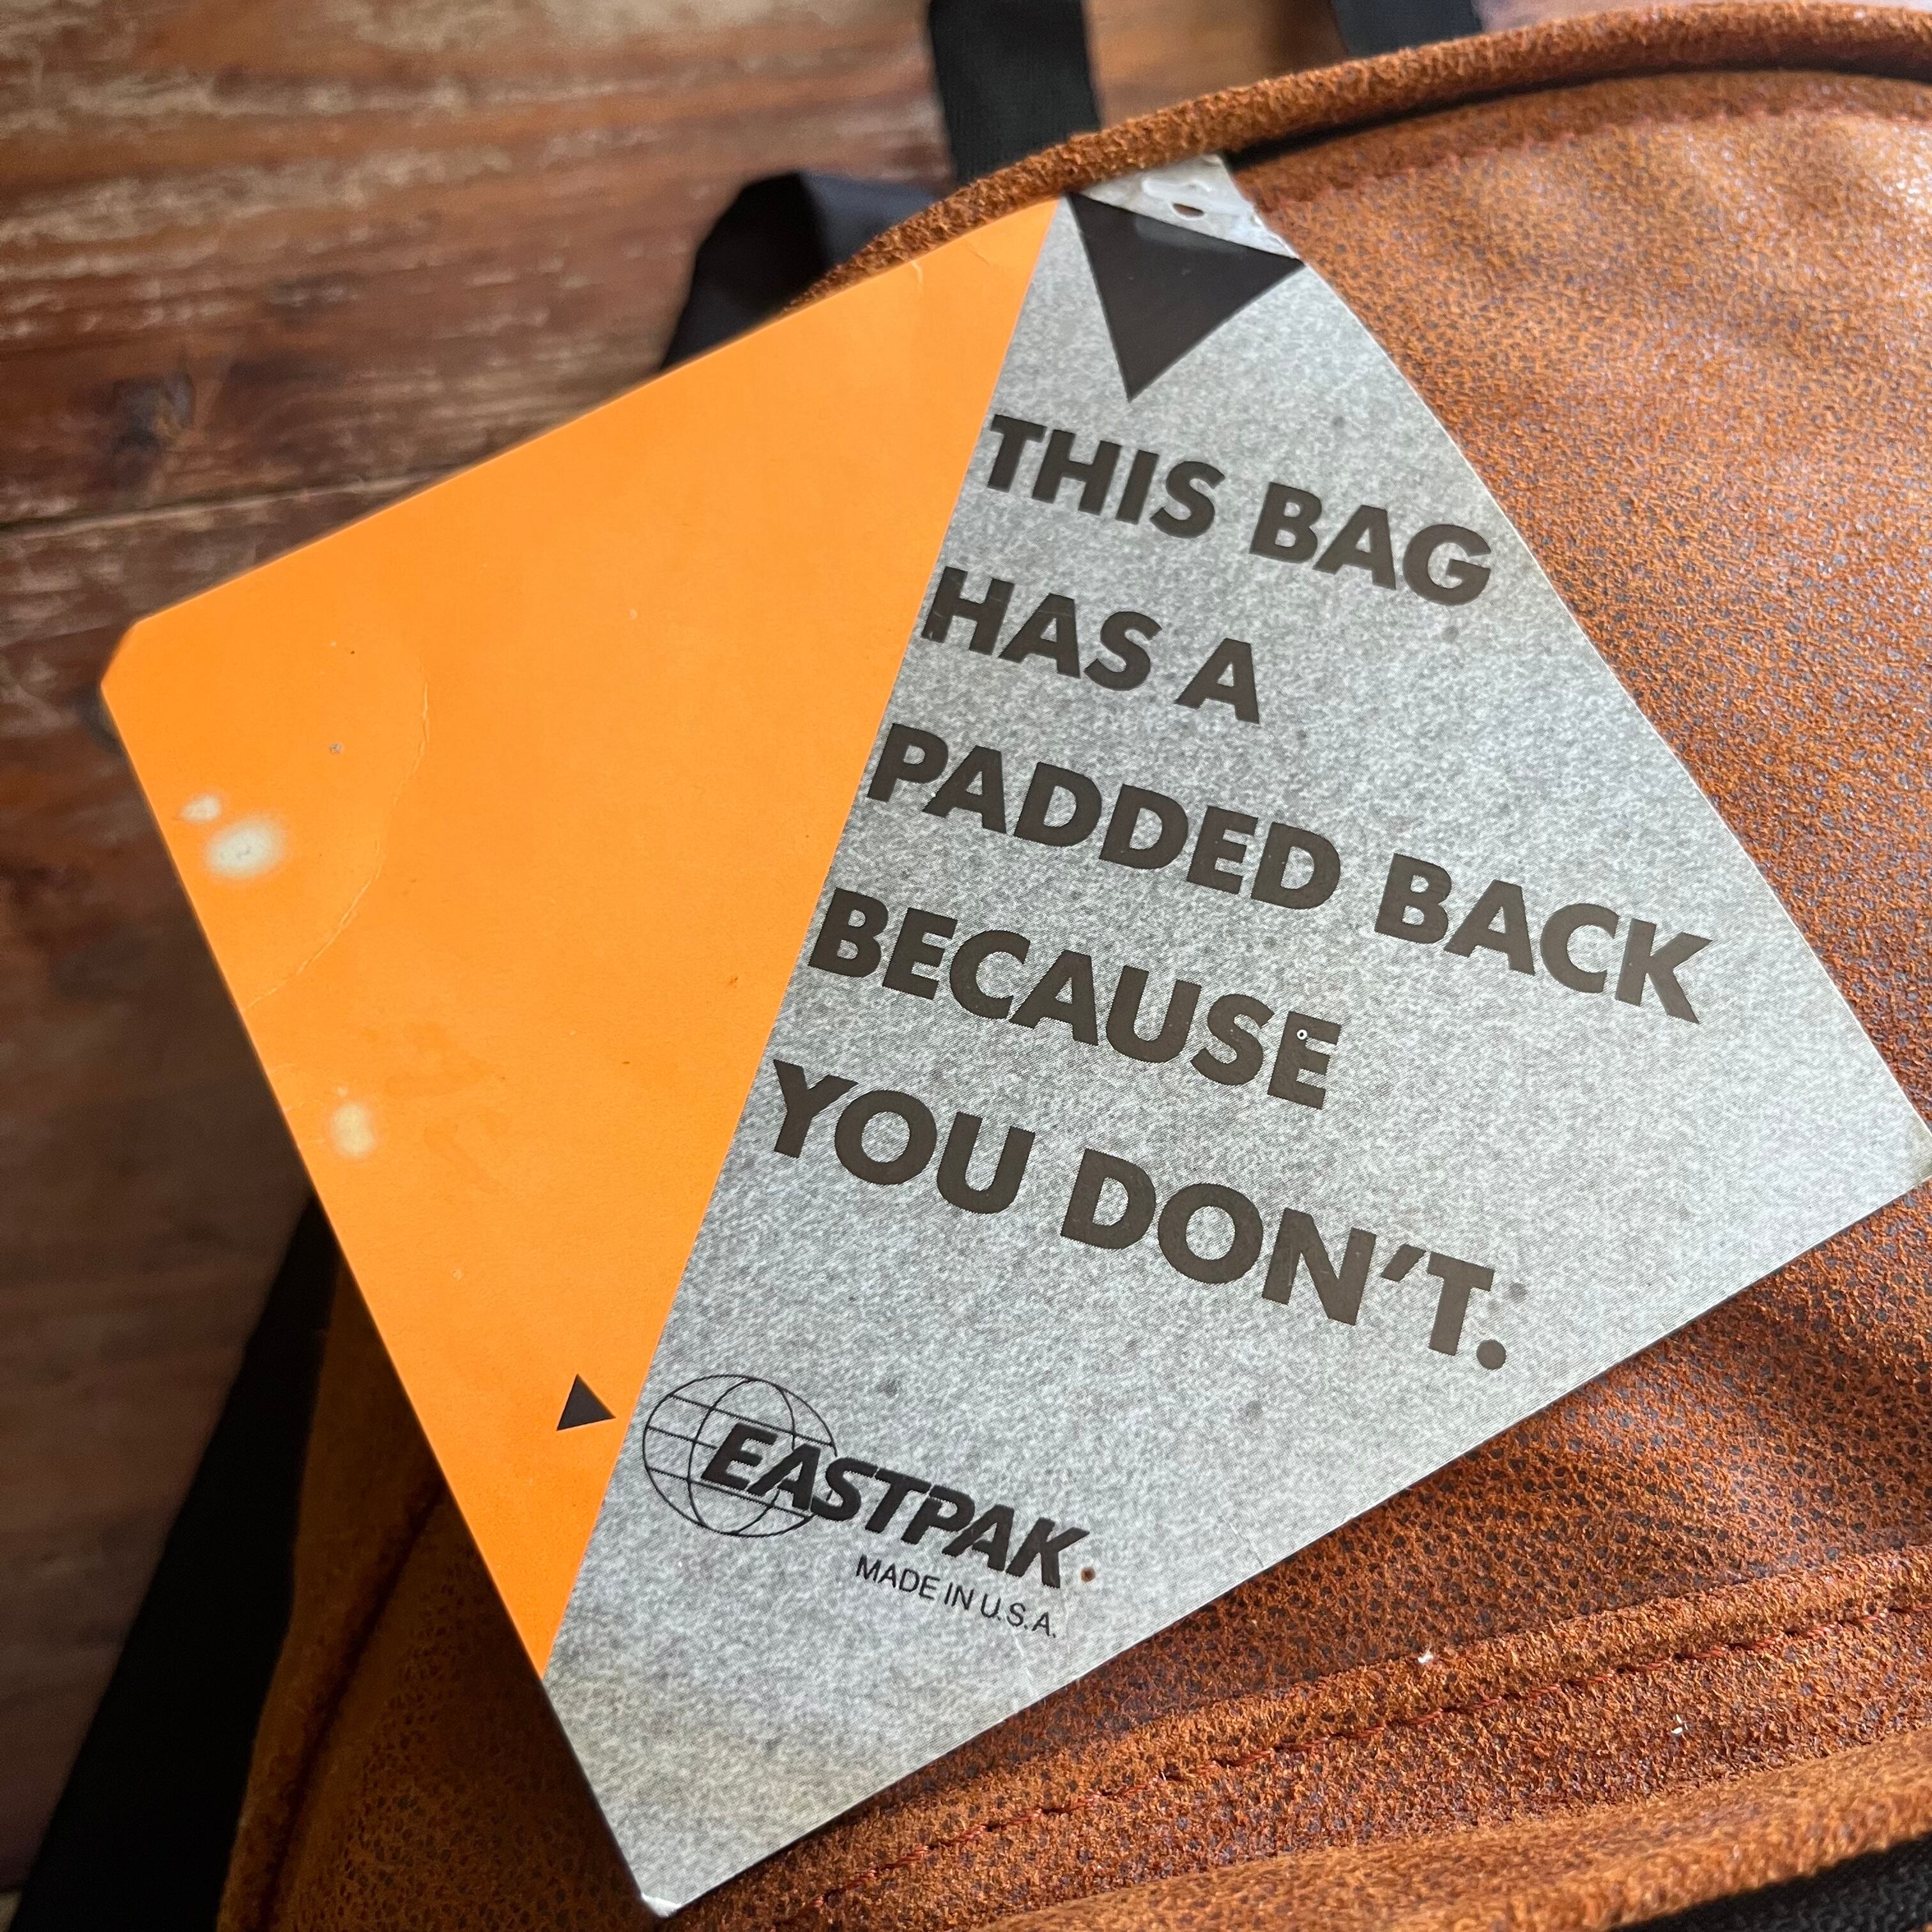 THIS BAG
HAS A
PADDED BACK
BECAUSE
YOU DON'T.
EASTPAK
MADE IN U.S.A.